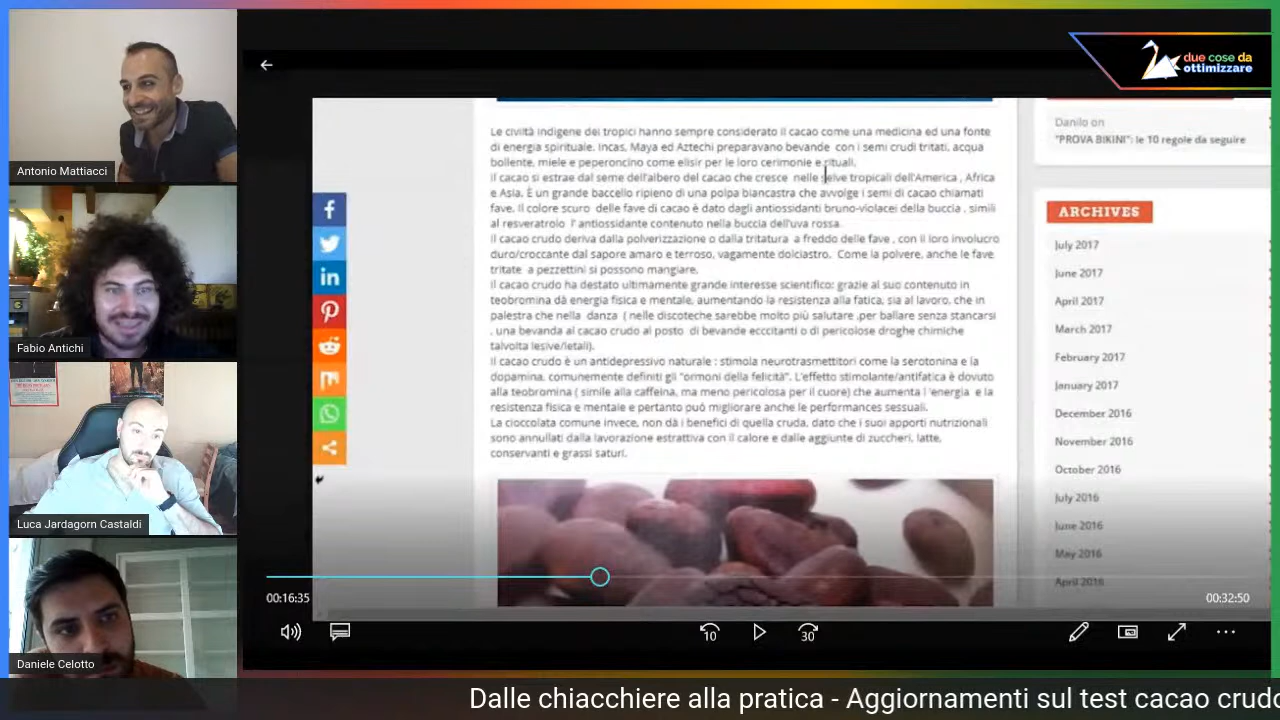 Antonio Mattiacci
Fabio Antichi
Luca Jardagorn Castaldi
Daniele Celotto
due cose da
ottimizzare
Le civiltà indigene dei tropici hanno sempre considerato il cacao come una medicina ed una fonte
di energia spirituale. Incas, Maya ed Aztechi preparavano bevande con i semi crudi tritati, acqua
bollente, miele e peperoncino come elisir per le loro cerimonie e rituali.
Il cacao si estrae dal seme dell'albero del cacao che cresce nelle selve tropicali dell'America , Africa
e Asia. È un grande baccello ripieno di una polpa biancastra che avvolge i semi di cacao chiamati
fave. Il colore scuro delle fave di cacao è dato dagli antiossidanti bruno-violacei della buccia , simili
al resveratrolo l' antiossidante contenuto nella buccia dell'uva rossa.
Il cacao crudo deriva dalla polverizzazione o dalla tritatura a freddo delle fave , con il loro involucro
duro/croccante dal sapore amaro e terroso, vagamente dolciastro. Come la polvere, anche le fave
tritate a pezzettini si possono mangiare.
Il cacao crudo ha destato ultimamente grande interesse scientifico: grazie al suo contenuto in
teobromina dà energia fisica e mentale, aumentando la resistenza alla fatica, sia al lavoro, che in
palestra che nella danza ( nelle discoteche sarebbe molto più salutare ,per ballare senza stancarsi
, una bevanda al cacao crudo al posto di bevande ecccitanti o di pericolose droghe chimiche
talvolta lesive/letali).
Il cacao crudo è un antidepressivo naturale : stimola neurotrasmettitori come la serotonina e la
dopamina, comunemente definiti gli "ormoni della felicità". L'effetto stimolante/antifatica è dovuto
alla teobromina ( simile alla caffeina, ma meno pericolosa per il cuore) che aumenta l 'energia e la
resistenza fisica e mentale e pertanto può migliorare anche le performances sessuali.
La cioccolata comune invece, non dà i benefici di quella cruda, dato che i suoi apporti nutrizionali
sono annullati dalla lavorazione estrattiva con il calore e dalle aggiunte di zuccheri, latte,
conservanti e grassi saturi.
Danilo on
"PROVA BIKINI": le 10 regole da seguire
ARCHIVES
July 2017
June 2017
April 2017
March 2017
February 2017
January 2017
December 2016
November 2016
October 2016
July 2016
June 2016
May 2016
April 2016
00:16:35
00:32:50
10
30
Dalle chiacchiere alla pratica - Aggiornamenti sul test cacao crudo